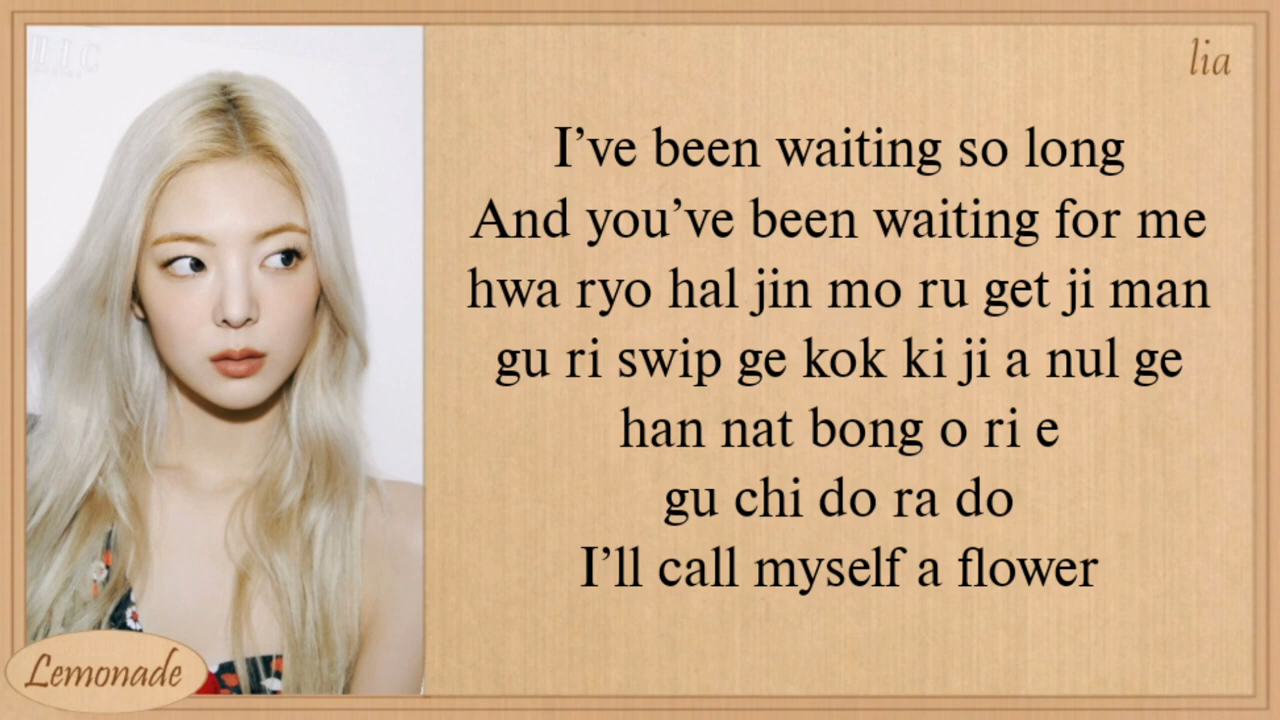 lia
I’ve been waiting so long
And you’ve been waiting for me
hwa ryo hal jin mo ru get ji man
gu ri swip ge kok ki ji a nul ge
han nat bong o ri e
gu chi do ra do
I’ll call myself a flower
Lemonade